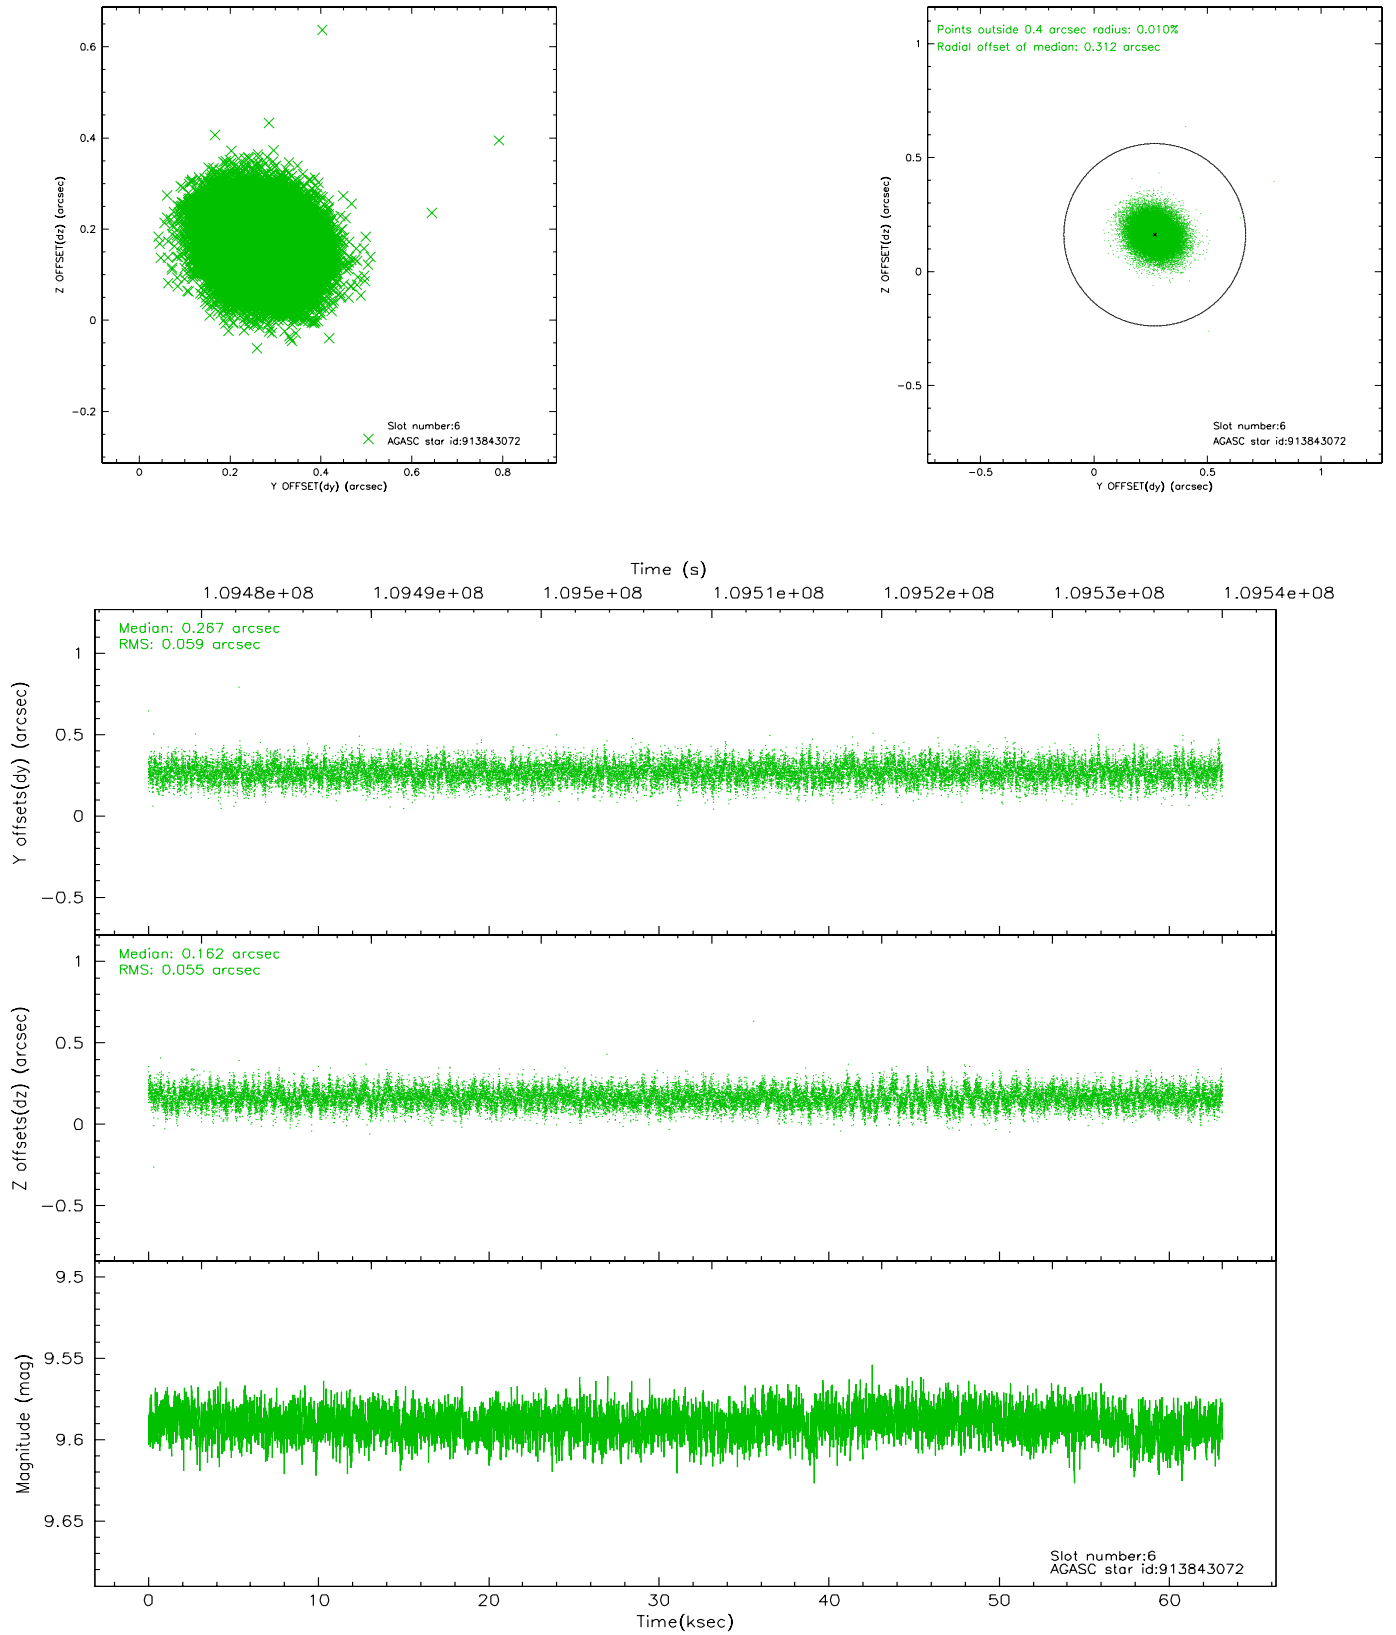 0.6
0.4
0.2
0
−0.2
Z OFFSET(dz) (arcsec)
Slot number:6
AGASC star id:913843072
0 0.2 0.4 0.6 0.8
Y OFFSET(dy) (arcsec)
Points outside 0.4 arcsec radius: 0.010%
Radial offset of median: 0.312 arcsec
1
0.5
0
−0.5
Z OFFSET(dz) (arcsec)
Slot number:6
AGASC star id:913843072
−0.5 0 0.5 1
Y OFFSET(dy) (arcsec)
Time (s)
1.0948e+08 1.0949e+08 1.095e+08 1.0951e+08 1.0952e+08 1.0953e+08 1.0954e+08
Median: 0.267 arcsec
RMS: 0.059 arcsec
1
0.5
0
−0.5
Y offsets(dy) (arcsec)
Median: 0.162 arcsec
RMS: 0.055 arcsec
1
0.5
0
−0.5
Z offsets(dz) (arcsec)
9.5
9.55
9.6
9.65
Magnitude (mag)
Slot number:6
AGASC star id:913843072
0 10 20 30 40 50 60
Time(ksec)